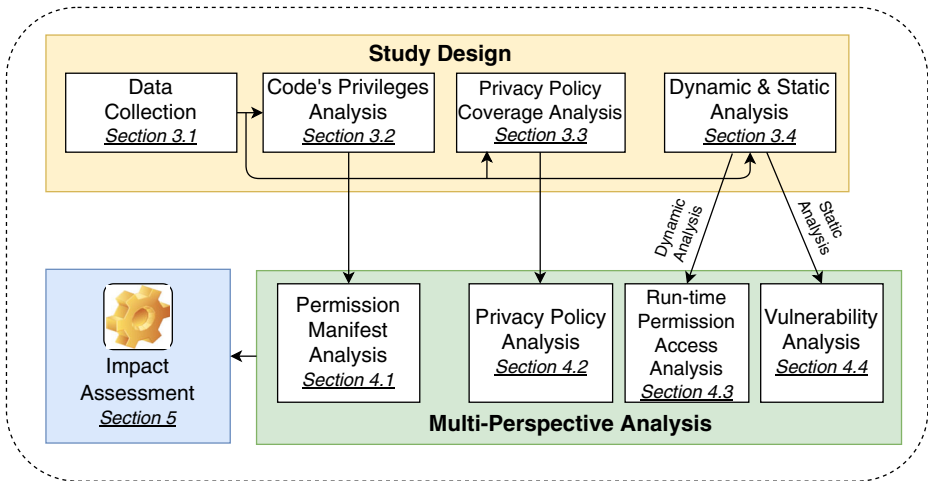 Study Design
Data
Collection
Section 3.1
Code's Privileges
Analysis
Section 3.2
Privacy Policy
Coverage Analysis
Section 3.3
Dynamic & Static
Analysis
Section 3.4
Dynamic
Analysis
Static
Analysis
Impact
Assessment
Section 5
Permission
Manifest
Analysis
Section 4.1
Privacy Policy
Analysis
Section 4.2
Run-time
Permission
Access
Analysis
Section 4.3
Vulnerability
Analysis
Section 4.4
Multi-Perspective Analysis